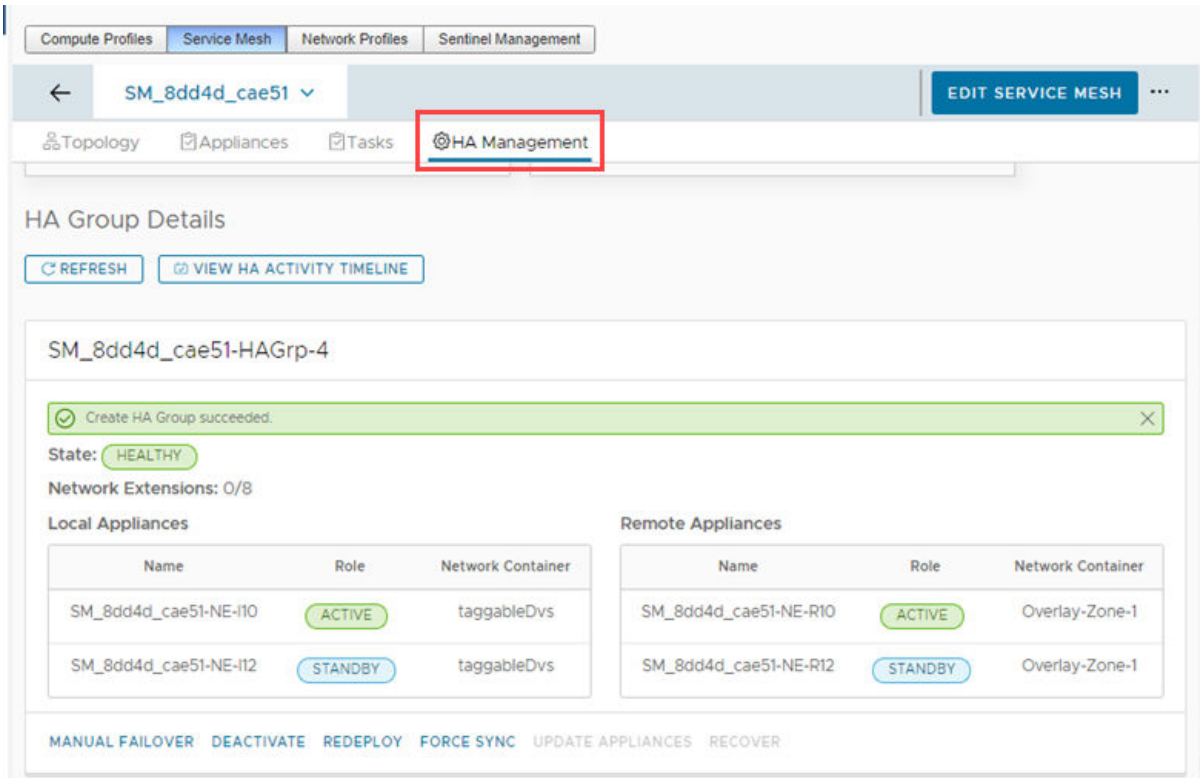 Compute Profiles Service Mesh Network Profiles Sentinel Management
SM_8dd4d_cae51 EDIT SERVICE MESH ...
Topology Appliances Tasks HA Management
HA Group Details
REFRESH VIEW HA ACTIVITY TIMELINE
SM_8dd4d_cae51-HAGrp-4
Create HA Group succeeded.
State: HEALTHY
Network Extensions: 0/8
Local Appliances Remote Appliances
Name Role Network Container Name Role Network Container
SM_8dd4d_cae51-NE-I10 ACTIVE taggableDvs SM_8dd4d_cae51-NE-R10 ACTIVE Overlay-Zone-1
SM_8dd4d_cae51-NE-I12 STANDBY taggableDvs SM_8dd4d_cae51-NE-R12 STANDBY Overlay-Zone-1
MANUAL FAILOVER DEACTIVATE REDEPLOY FORCE SYNC UPDATE APPLIANCES RECOVER